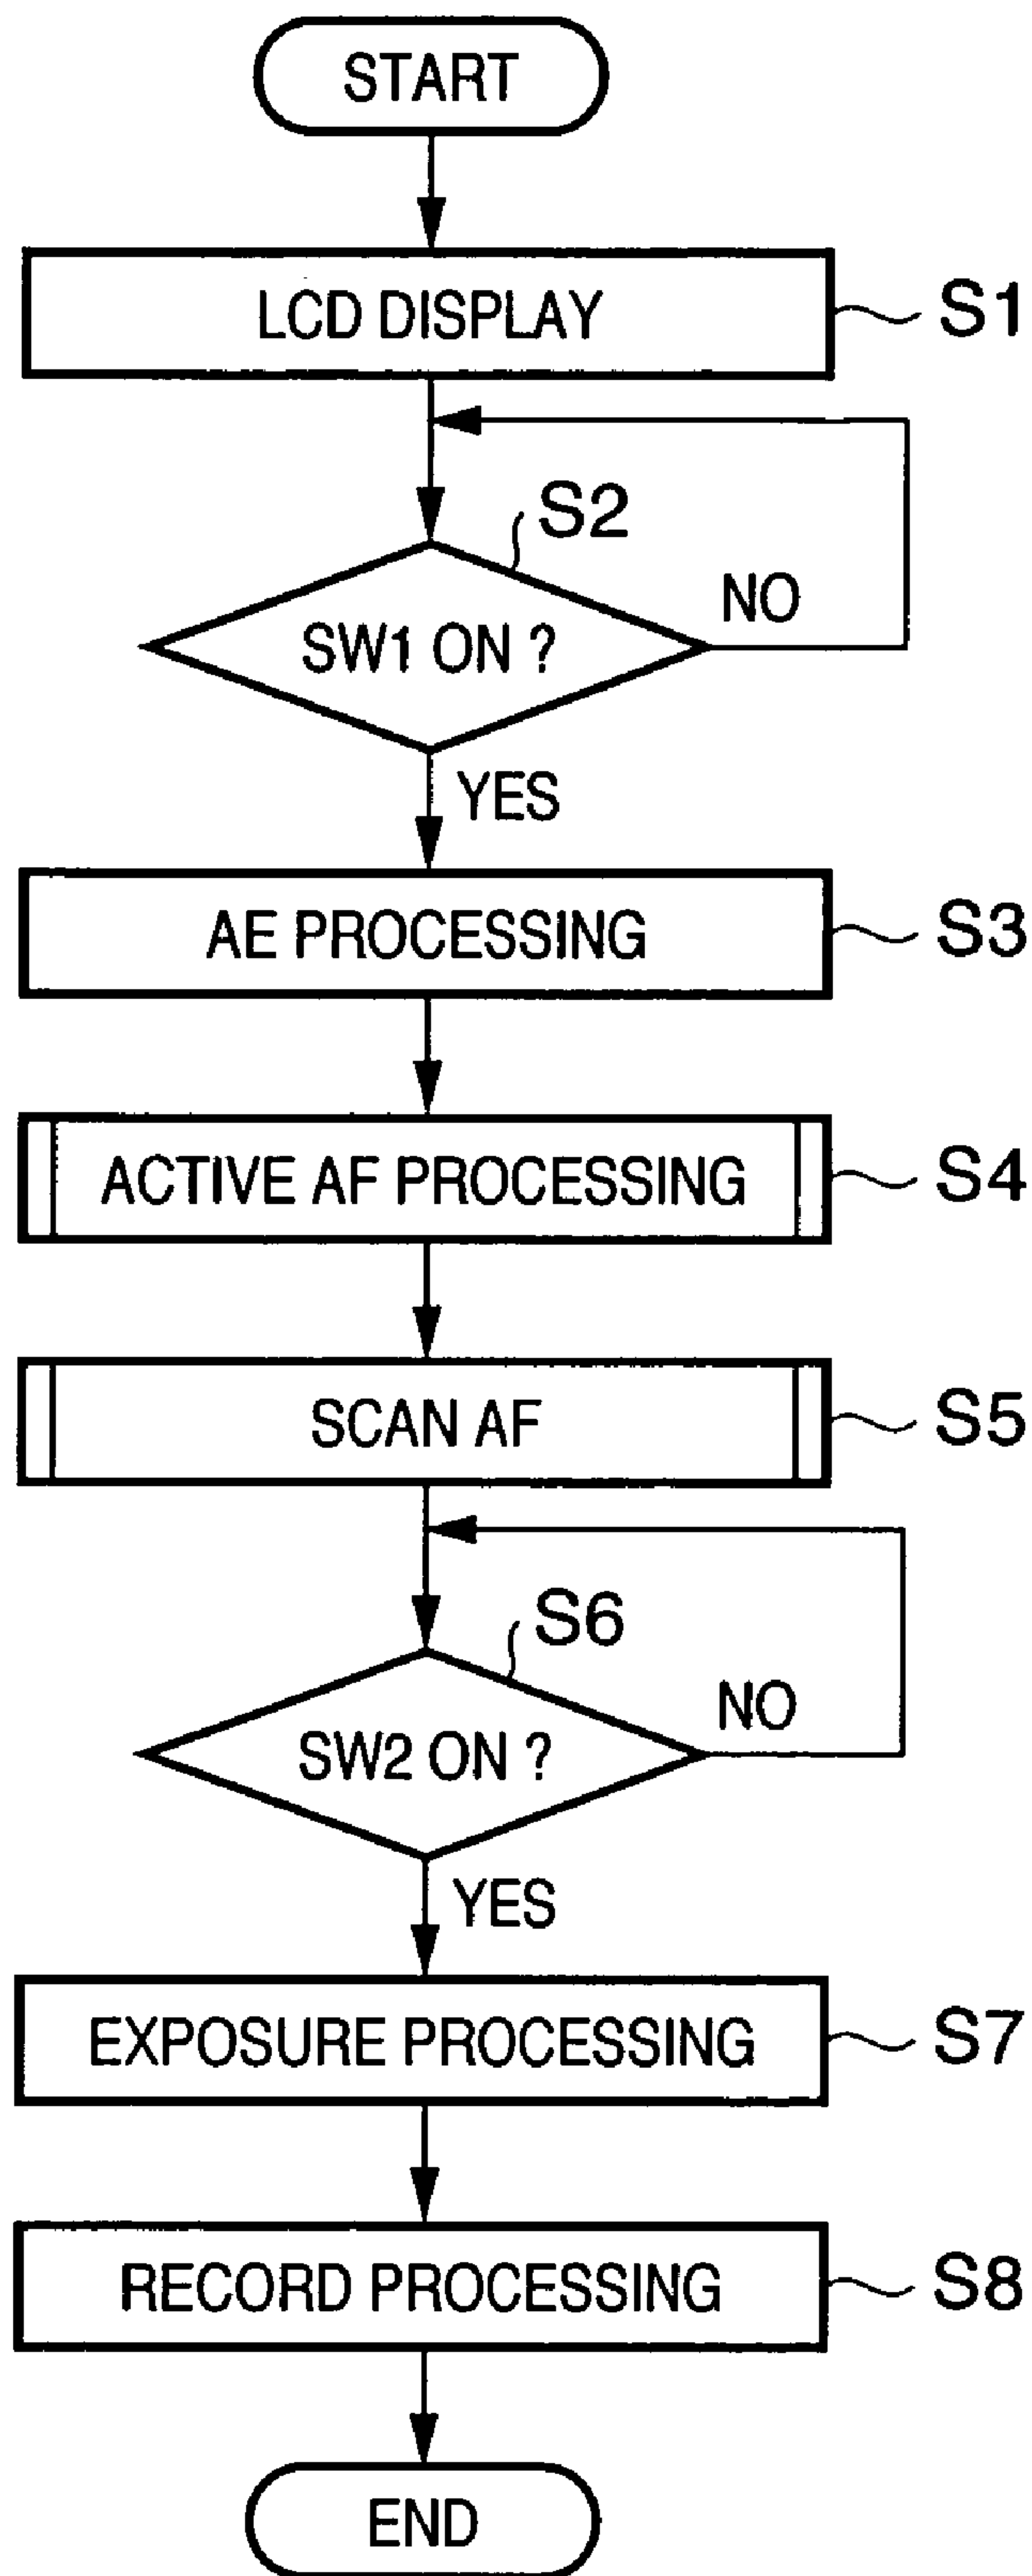 START
LCD DISPLAY
S1
S2
SW1 ON ?
NO
YES
AE PROCESSING
S3
ACTIVE AF PROCESSING
S4
SCAN AF
S5
S6
SW2 ON ?
NO
YES
EXPOSURE PROCESSING
S7
RECORD PROCESSING
S8
END